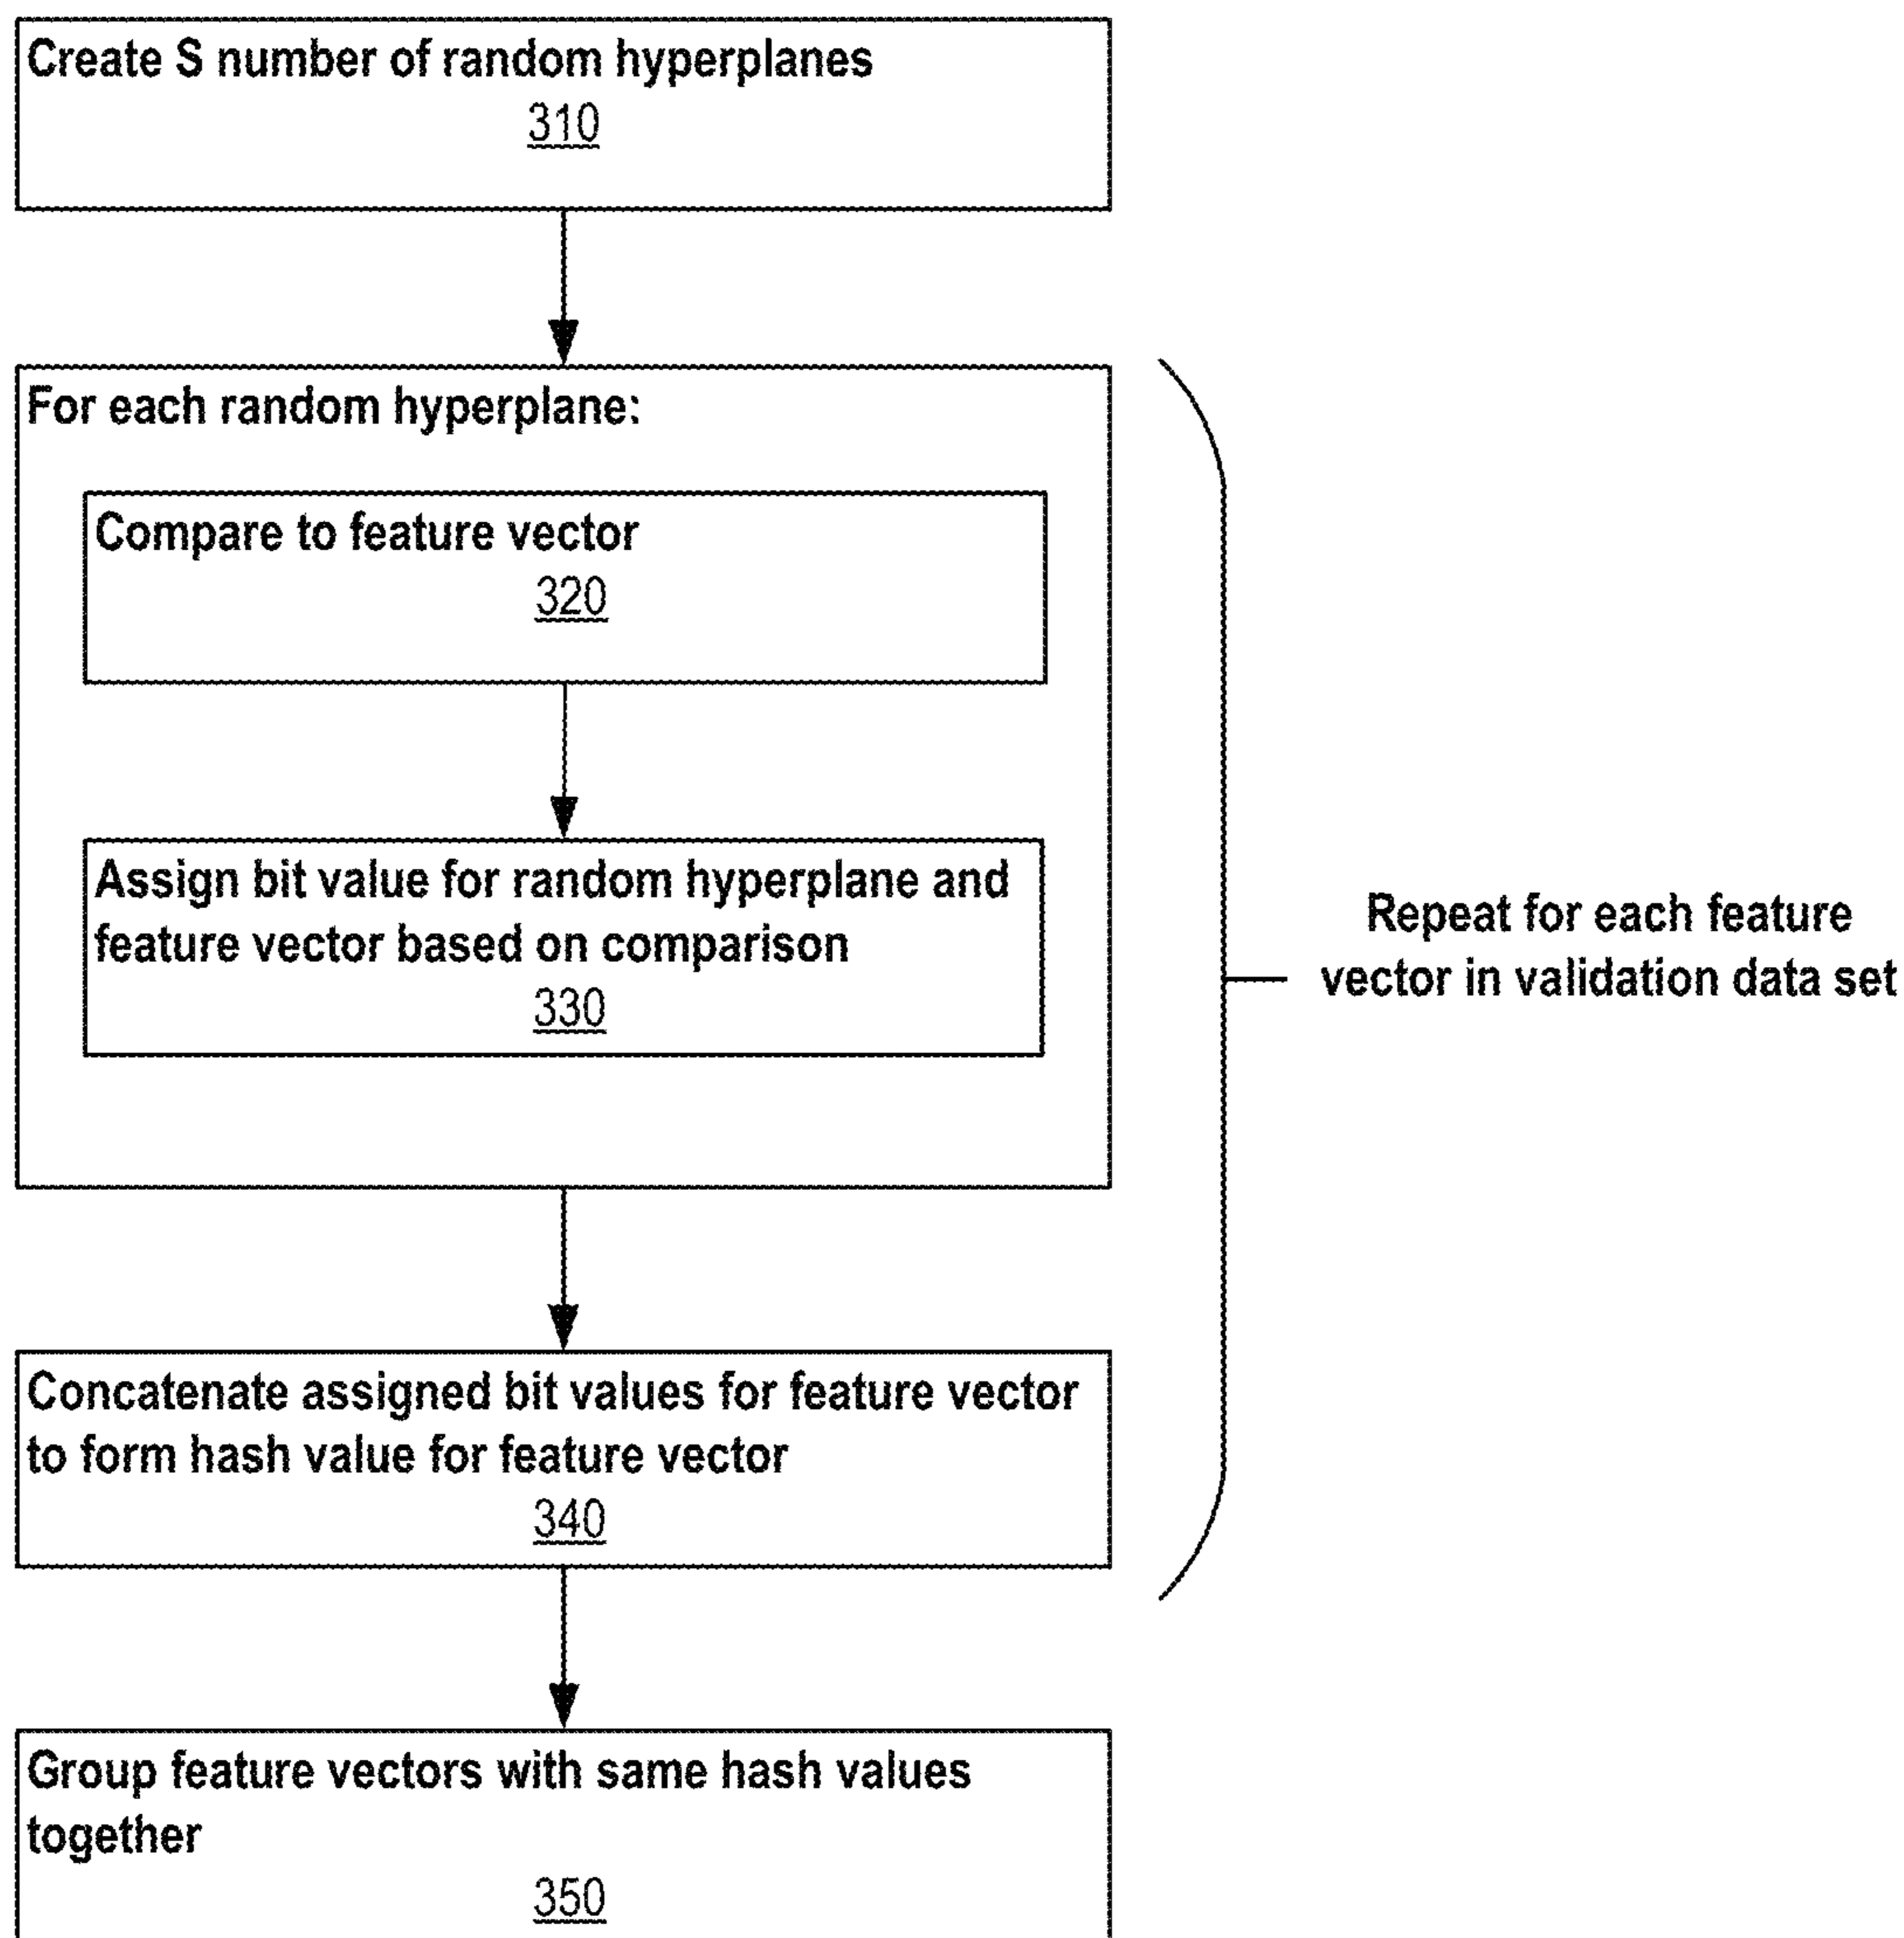 Create S number of random hyperplanes
310
For each random hyperplane:
Compare to feature vector
320
Assign bit value for random hyperplane and
feature vector based on comparison
330
Repeat for each feature
vector in validation data set
Concatenate assigned bit values for feature vector
to form hash value for feature vector
340
Group feature vectors with same hash values
together
350